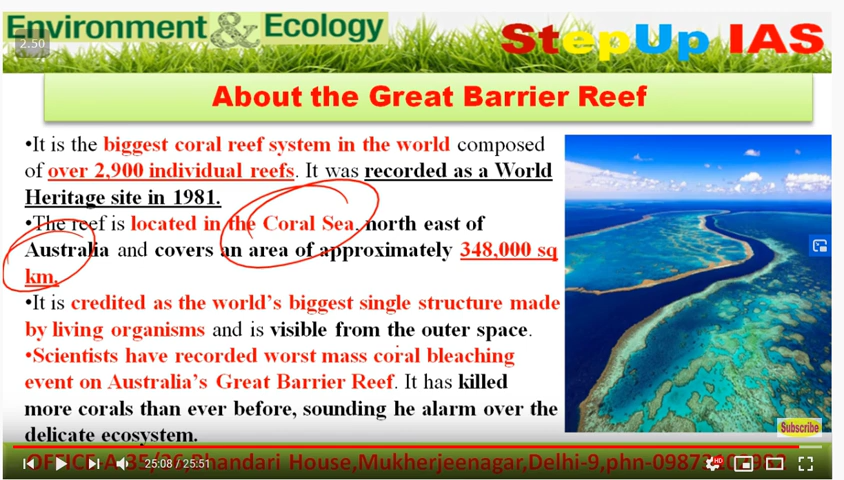 Environment & Ecology
2.50
StepUp IAS
About the Great Barrier Reef
•It is the biggest coral reef system in the world composed
of over 2,900 individual reefs. It was recorded as a World
Heritage site in 1981.
•The reef is located in the Coral Sea, north east of
Australia and covers an area of approximately 348,000 sq
km.
•It is credited as the world's biggest single structure made
by living organisms and is visible from the outer space.
•Scientists have recorded worst mass coral bleaching
event on Australia's Great Barrier Reef. It has killed
more corals than ever before, sounding he alarm over the
delicate ecosystem.
Subscribe
Bhandari House,Mukherjeenagar,Delhi-9,phn-
25:08 / 25:51
HD